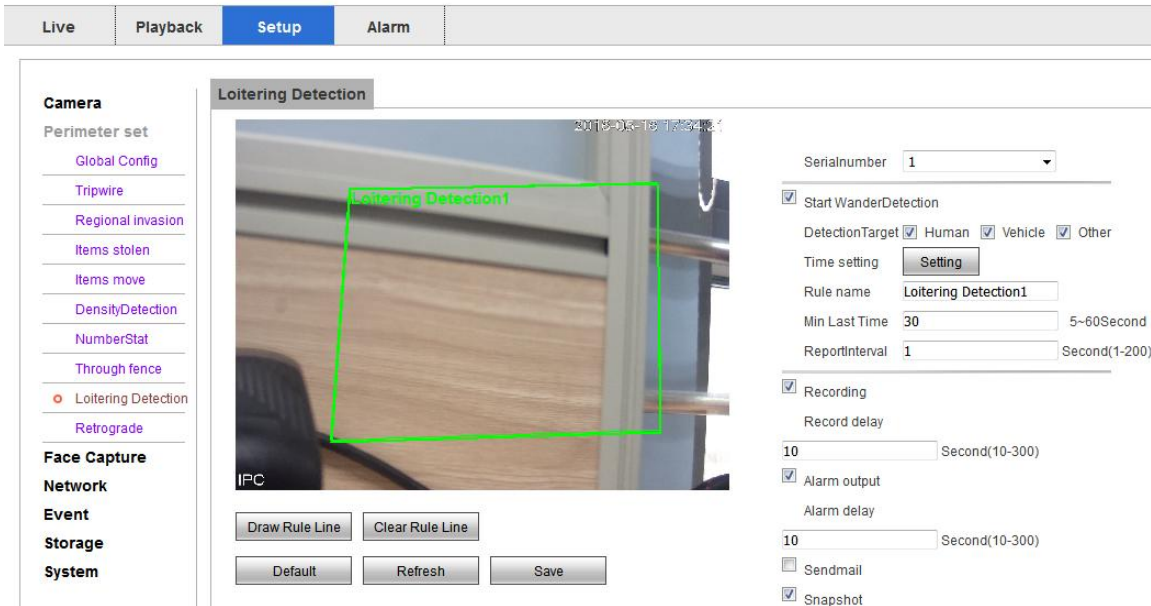 Live Playback Setup Alarm
Camera
Perimeter set
Global Config
Tripwire
Regional invasion
Items stolen
Items move
DensityDetection
NumberStat
Through fence
Loitering Detection
Retrograde
Face Capture
Network
Event
Storage
System
Loitering Detection
Loitering Detection1
IPC
Draw Rule Line Clear Rule Line
Default Refresh Save
Serialnumber 1
Start WanderDetection
DetectionTarget Human Vehicle Other
Time setting Setting
Rule name Loitering Detection1
Min Last Time 30 5~60Second
ReportInterval 1 Second(1-200)
Recording
Record delay
10 Second(10-300)
Alarm output
Alarm delay
10 Second(10-300)
Sendmail
Snapshot